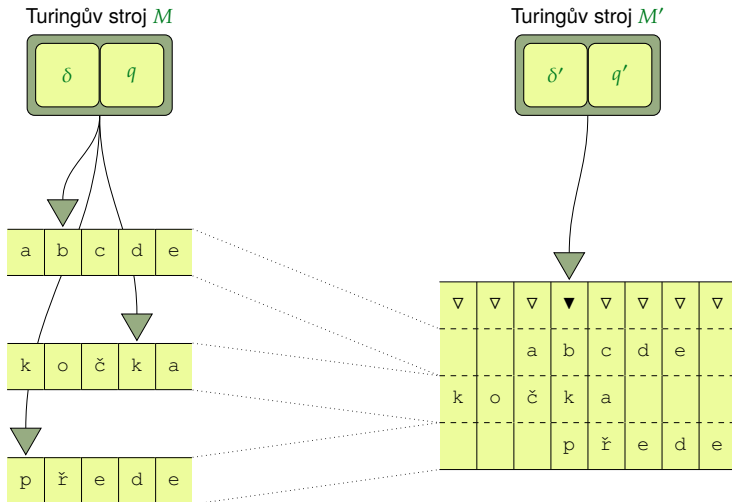 Turingův stroj M
δ q
a b c d e
k o č k a
p ř e d e
Turingův stroj M′
δ′ q′
∇ ∇ ∇ ▼ ∇ ∇ ∇ ∇
a b c d e
k o č k a
p ř e d e